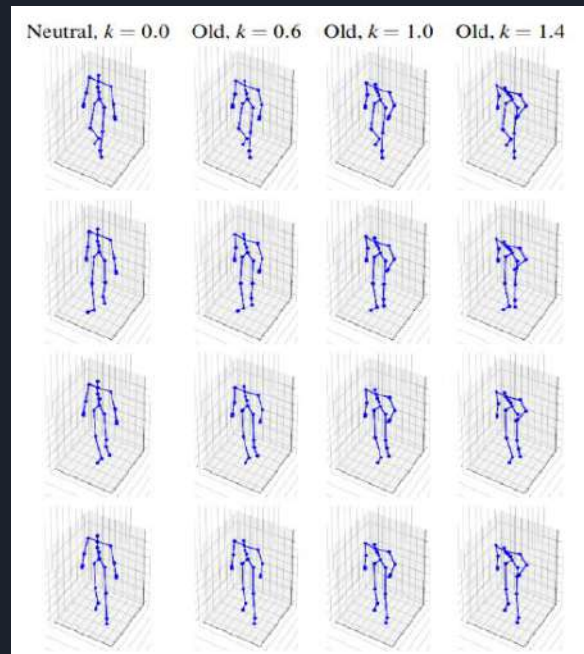 Neutral, k = 0.0 Old, k = 0.6 Old, k = 1.0 Old, k = 1.4